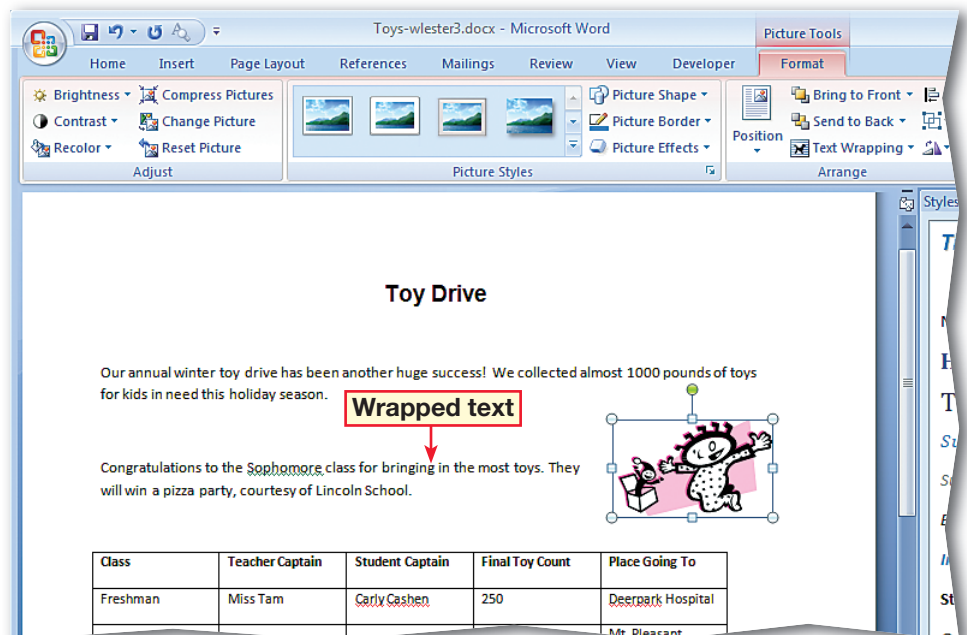 Toys-wlester3.docx - Microsoft Word
Picture Tools
Home Insert Page Layout References Mailings Review View Developer Format
Brightness Compress Pictures Picture Shape Bring to Front
Contrast Change Picture Picture Border Position Send to Back
Recolor Reset Picture Picture Effects Text Wrapping
Adjust Picture Styles Arrange
Styles
Toy Drive
Our annual winter toy drive has been another huge success! We collected almost 1000 pounds of toys
for kids in need this holiday season.
Wrapped text
Congratulations to the Sophomore class for bringing in the most toys. They
will win a pizza party, courtesy of Lincoln School.
Class Teacher Captain Student Captain Final Toy Count Place Going To
Freshman Miss Tam Carly Cashen 250 Deerpark Hospital
Mt. Pleasant